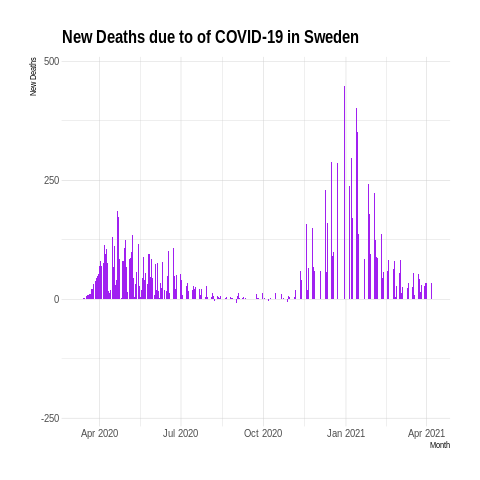 New Deaths due to of COVID-19 in Sweden
New Deaths
500
250
0
-250
Apr 2020 Jul 2020 Oct 2020 Jan 2021 Apr 2021
Month